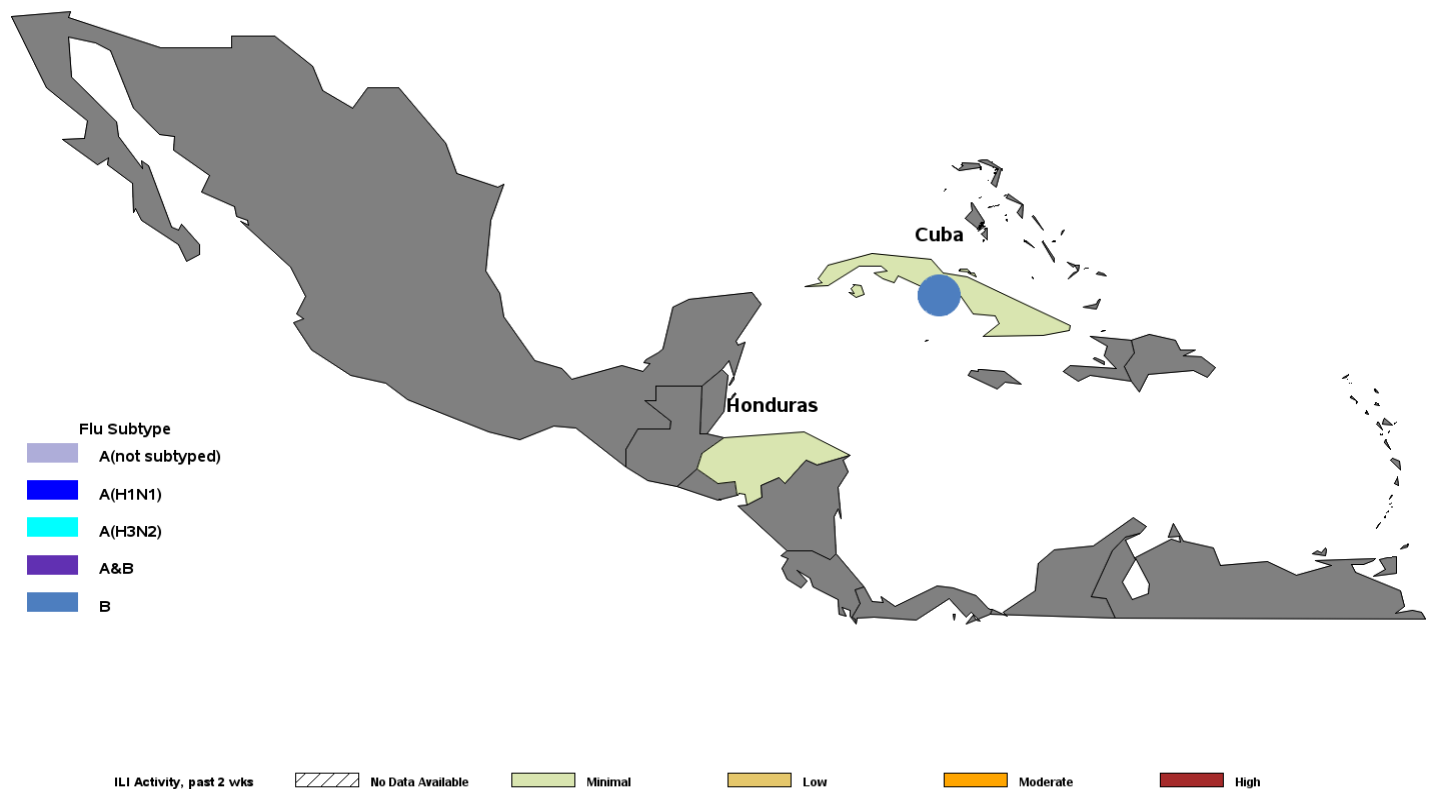 Cuba
Honduras
Flu Subtype
A(not subtyped)
A(H1N1)
A(H3N2)
A&B
B
ILI Activity, past 2 wks No Data Available Minimal Low Moderate High